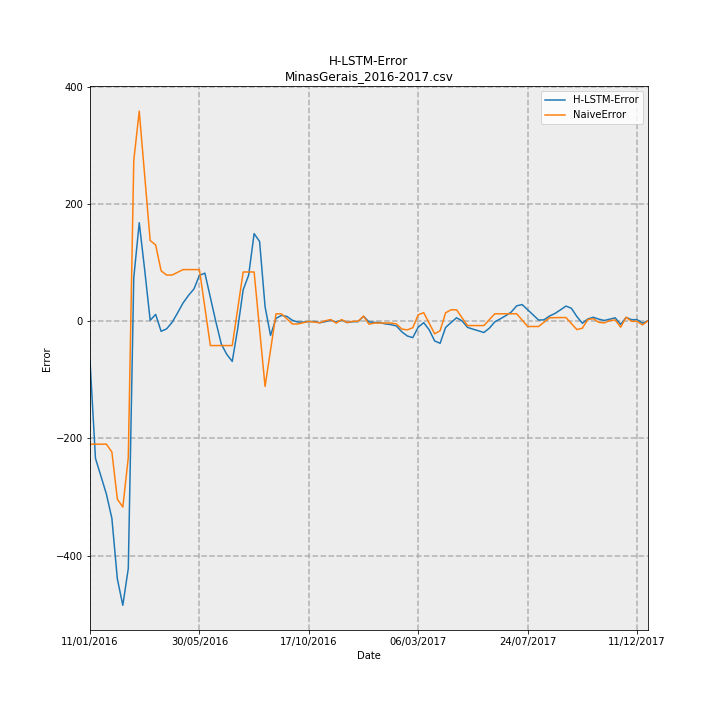 H-LSTM-Error
MinasGerais_2016-2017.csv
H-LSTM-Error
NaiveError
400
200
0
−200
−400
Error
11/01/2016 30/05/2016 17/10/2016 06/03/2017 24/07/2017 11/12/2017
Date